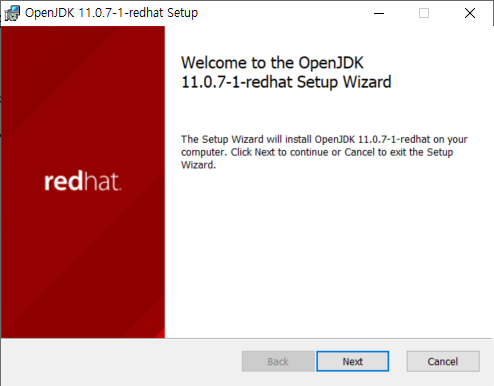 OpenJDK 11.0.7-1-redhat Setup
Welcome to the OpenJDK
11.0.7-1-redhat Setup Wizard
The Setup Wizard will install OpenJDK 11.0.7-1-redhat on your
computer. Click Next to continue or Cancel to exit the Setup
Wizard.
redhat.
Back
Next
Cancel